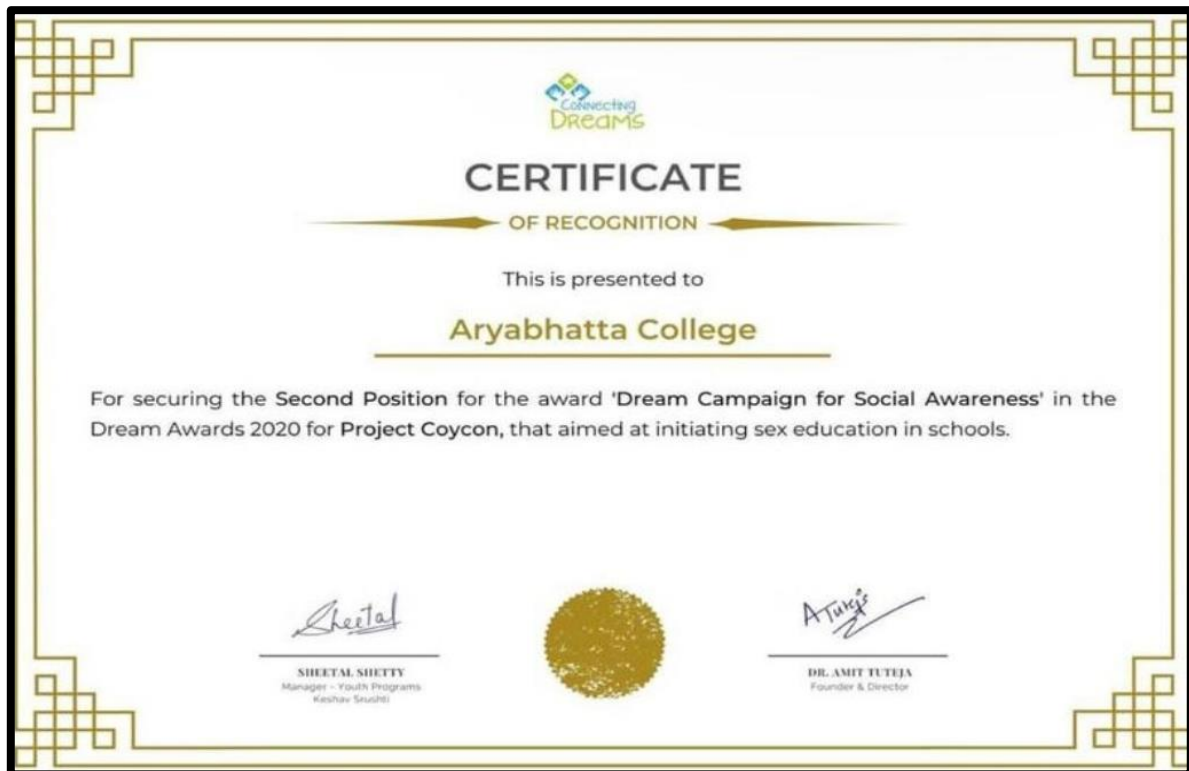 Connecting
Dreams
CERTIFICATE
OF RECOGNITION
This is presented to
Aryabhatta College
For securing the Second Position for the award 'Dream Campaign for Social Awareness' in the
Dream Awards 2020 for Project Coycon, that aimed at initiating sex education in schools.
Sheetal
ATuteja
SHEETAL SHETTY
Manager - Youth Programs
Keshav Srushti
DR. AMIT TUTEJA
Founder & Director